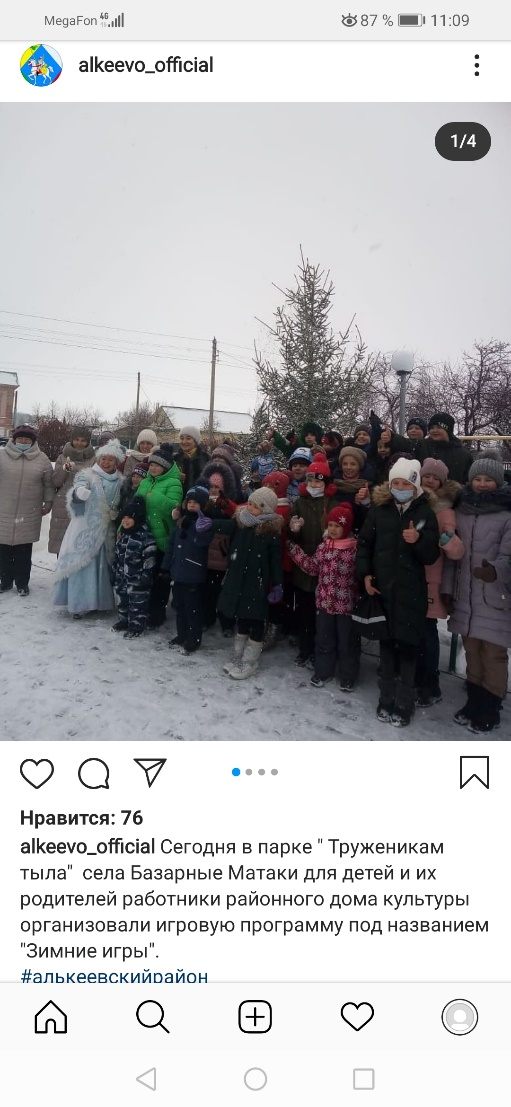 MegaFon 4G 87 % 11:09
alkeevo_official
1/4
Нравится: 76
alkeevo_official Сегодня в парке " Труженикам
тыла" села Базарные Матаки для детей и их
родителей работники районного дома культуры
организовали игровую программу под названием
"Зимние игры".
#алькеевскийрайон